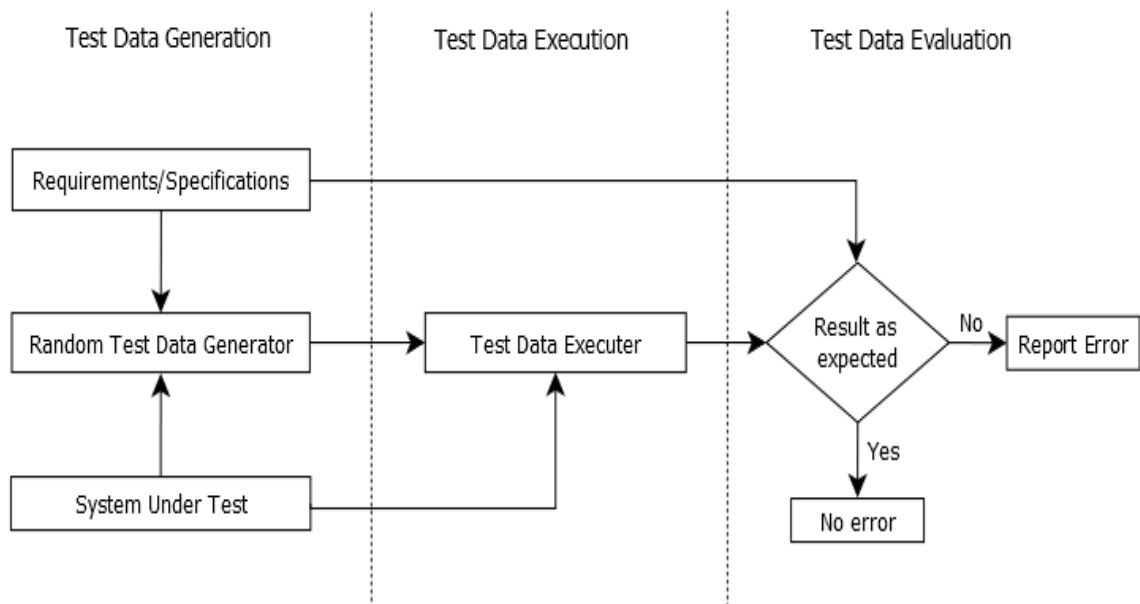 Test Data Generation
Test Data Execution
Test Data Evaluation
Requirements/Specifications
Random Test Data Generator
Test Data Executer
Result as
expected
No
Report Error
Yes
System Under Test
No error